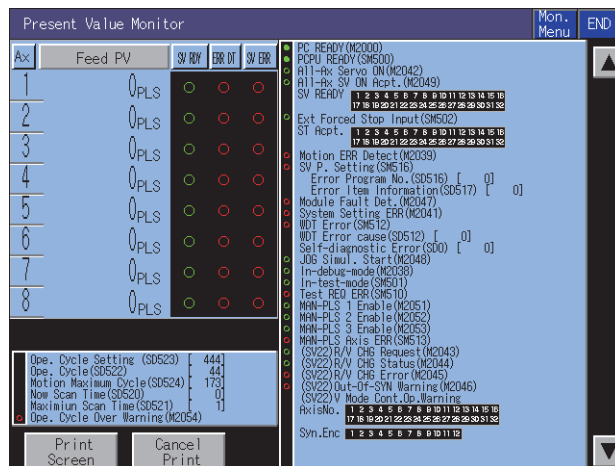 Present Value Monitor
Mon. Menu
END
Ax Feed PV SV RDY ERR DT SV ERR
1 0PLS
2 0PLS
3 0PLS
4 0PLS
5 0PLS
6 0PLS
7 0PLS
8 0PLS
Ope. Cycle Setting (SD523) [ 444]
Ope. Cycle(SD522) [ 44]
Motion Maximum Cycle(SD524) [ 173]
Now Scan Time(SD520) [ 0]
Maximiun Scan Time(SD521) [ 1]
Ope. Cycle Over Warning(M2054)
Print Screen
Cancel Print
PC READY(M2000)
PCPU READY(SM500)
All-Ax Servo ON(M2042)
All-Ax SV ON Acpt.(M2049)
SV READY 1 2 3 4 5 6 7 8 9 10 11 12 13 14 15 16
17 18 19 20 21 22 23 24 25 26 27 28 29 30 31 32
Ext Forced Stop Input(SM502)
ST Acpt. 1 2 3 4 5 6 7 8 9 10 11 12 13 14 15 16
17 18 19 20 21 22 23 24 25 26 27 28 29 30 31 32
Motion ERR Detect(M2039)
SV P. Setting(SM516)
Error Program No.(SD516) [ 0]
Error Item Information(SD517) [ 0]
Module Fault Det.(M2047)
System Setting ERR(M2041)
WDT Error(SM512)
WDT Error cause(SD512) [ 0]
Self-diagnostic Error(SD0) [ 0]
JOG Simul. Start(M2048)
In-debug-mode(M2038)
In-test-mode(SM501)
Test REQ ERR(SM510)
MAN-PLS 1 Enable(M2051)
MAN-PLS 2 Enable(M2052)
MAN-PLS 3 Enable(M2053)
MAN-PLS Axis ERR(SM513)
(SV22)R/V CHG Request(M2043)
(SV22)R/V CHG Status(M2044)
(SV22)R/V CHG Error(M2045)
(SV22)Out-Of-SYN Warning(M2046)
(SV22)V Mode Cont.Op.Warning
AxisNo. 1 2 3 4 5 6 7 8 9 10 11 12 13 14 15 16
17 18 19 20 21 22 23 24 25 26 27 28 29 30 31 32
Syn.Enc 1 2 3 4 5 6 7 8 9 10 11 12